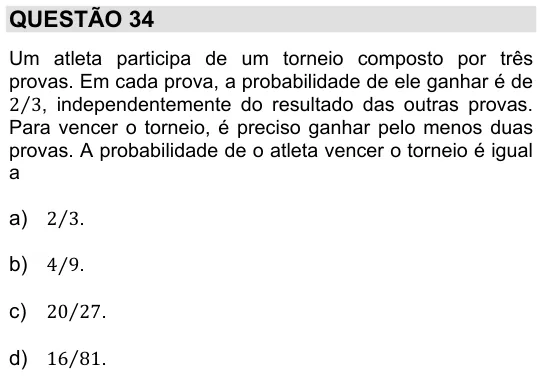 QUESTÃO 34
Um atleta participa de um torneio composto por três
provas. Em cada prova, a probabilidade de ele ganhar é de
2/3, independentemente do resultado das outras provas.
Para vencer o torneio, é preciso ganhar pelo menos duas
provas. A probabilidade de o atleta vencer o torneio é igual
a
a) 2/3.
b) 4/9.
c) 20/27.
d) 16/81.